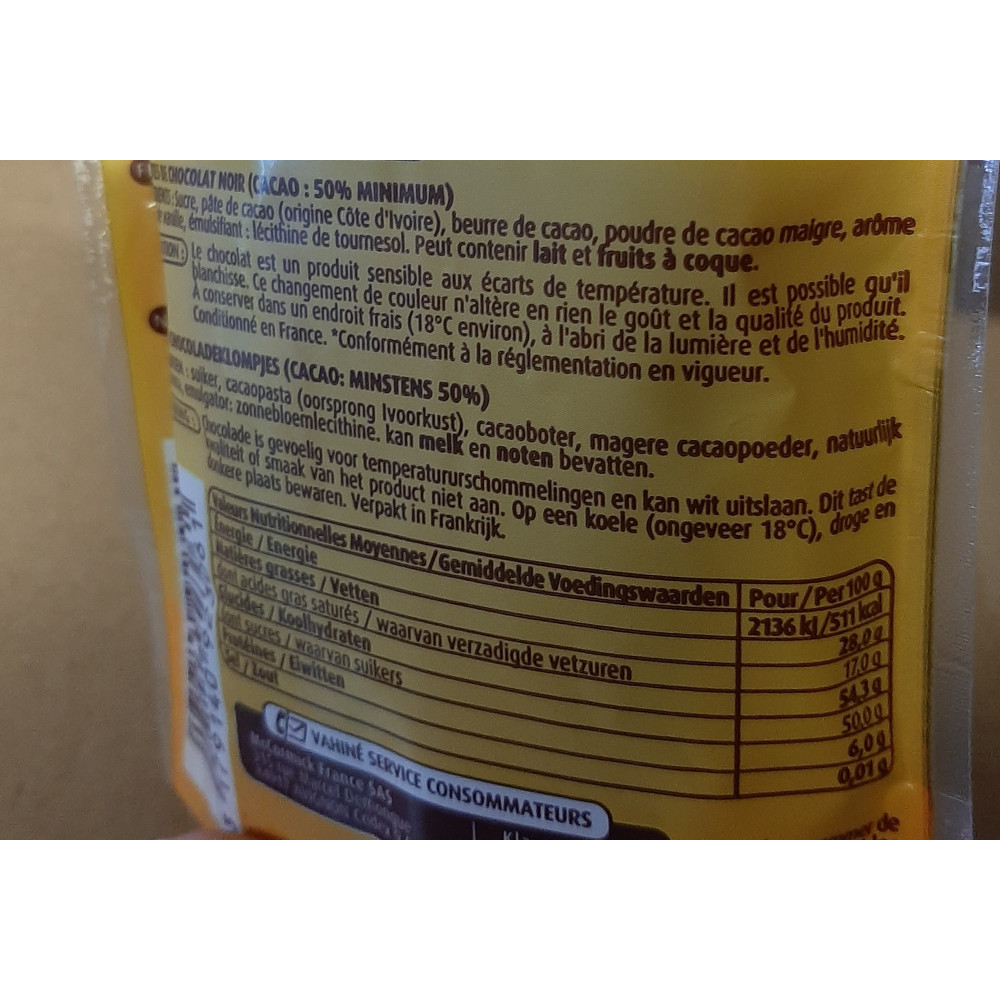 DE CHOCOLAT NOIR (CACAO : 50% MINIMUM)
Sucre, pâte de cacao (origine Côte d'Ivoire), beurre de cacao, poudre de cacao maigre, arôme
vanille, émulsifiant : lécithine de tournesol. Peut contenir lait et fruits à coque.
Le chocolat est un produit sensible aux écarts de température. Il est possible qu'il
blanchisse. Ce changement de couleur n'altère en rien le goût et la qualité du produit.
A conserver dans un endroit frais (18°C environ), à l'abri de la lumière et de l'humidité.
Conditionné en France. *Conformément à la réglementation en vigueur.
CHOCOLADEKLOMPJES (CACAO: MINSTENS 50%)
suiker, cacaopasta (oorsprong Ivoorkust), cacaoboter, magere cacaopoeder, natuurlijk
emulgator: zonnebloemlecithine. kan melk en noten bevatten.
Chocolade is gevoelig voor temperatururschommelingen en kan wit uitslaan. Dit tast de
kwaliteit of smaak van het product niet aan. Op een koele (ongeveer 18°C), droge en
donkere plaats bewaren. Verpakt in Frankrijk.
Valeurs Nutritionnelles Moyennes / Gemiddelde Voedingswaarden Pour / Per 100 g
Énergie / Energie 2136 kJ/511 kcal
Matières grasses / Vetten 28,0 g
dont acides gras saturés / waarvan verzadigde vetzuren 17,0 g
Glucides / Koolhydraten 54,3 g
dont sucres / waarvan suikers 50,0 g
Protéines / Eiwitten 6,0 g
Sel / Zout 0,01 g
VAHINÉ SERVICE CONSOMMATEURS
McCormick France SAS